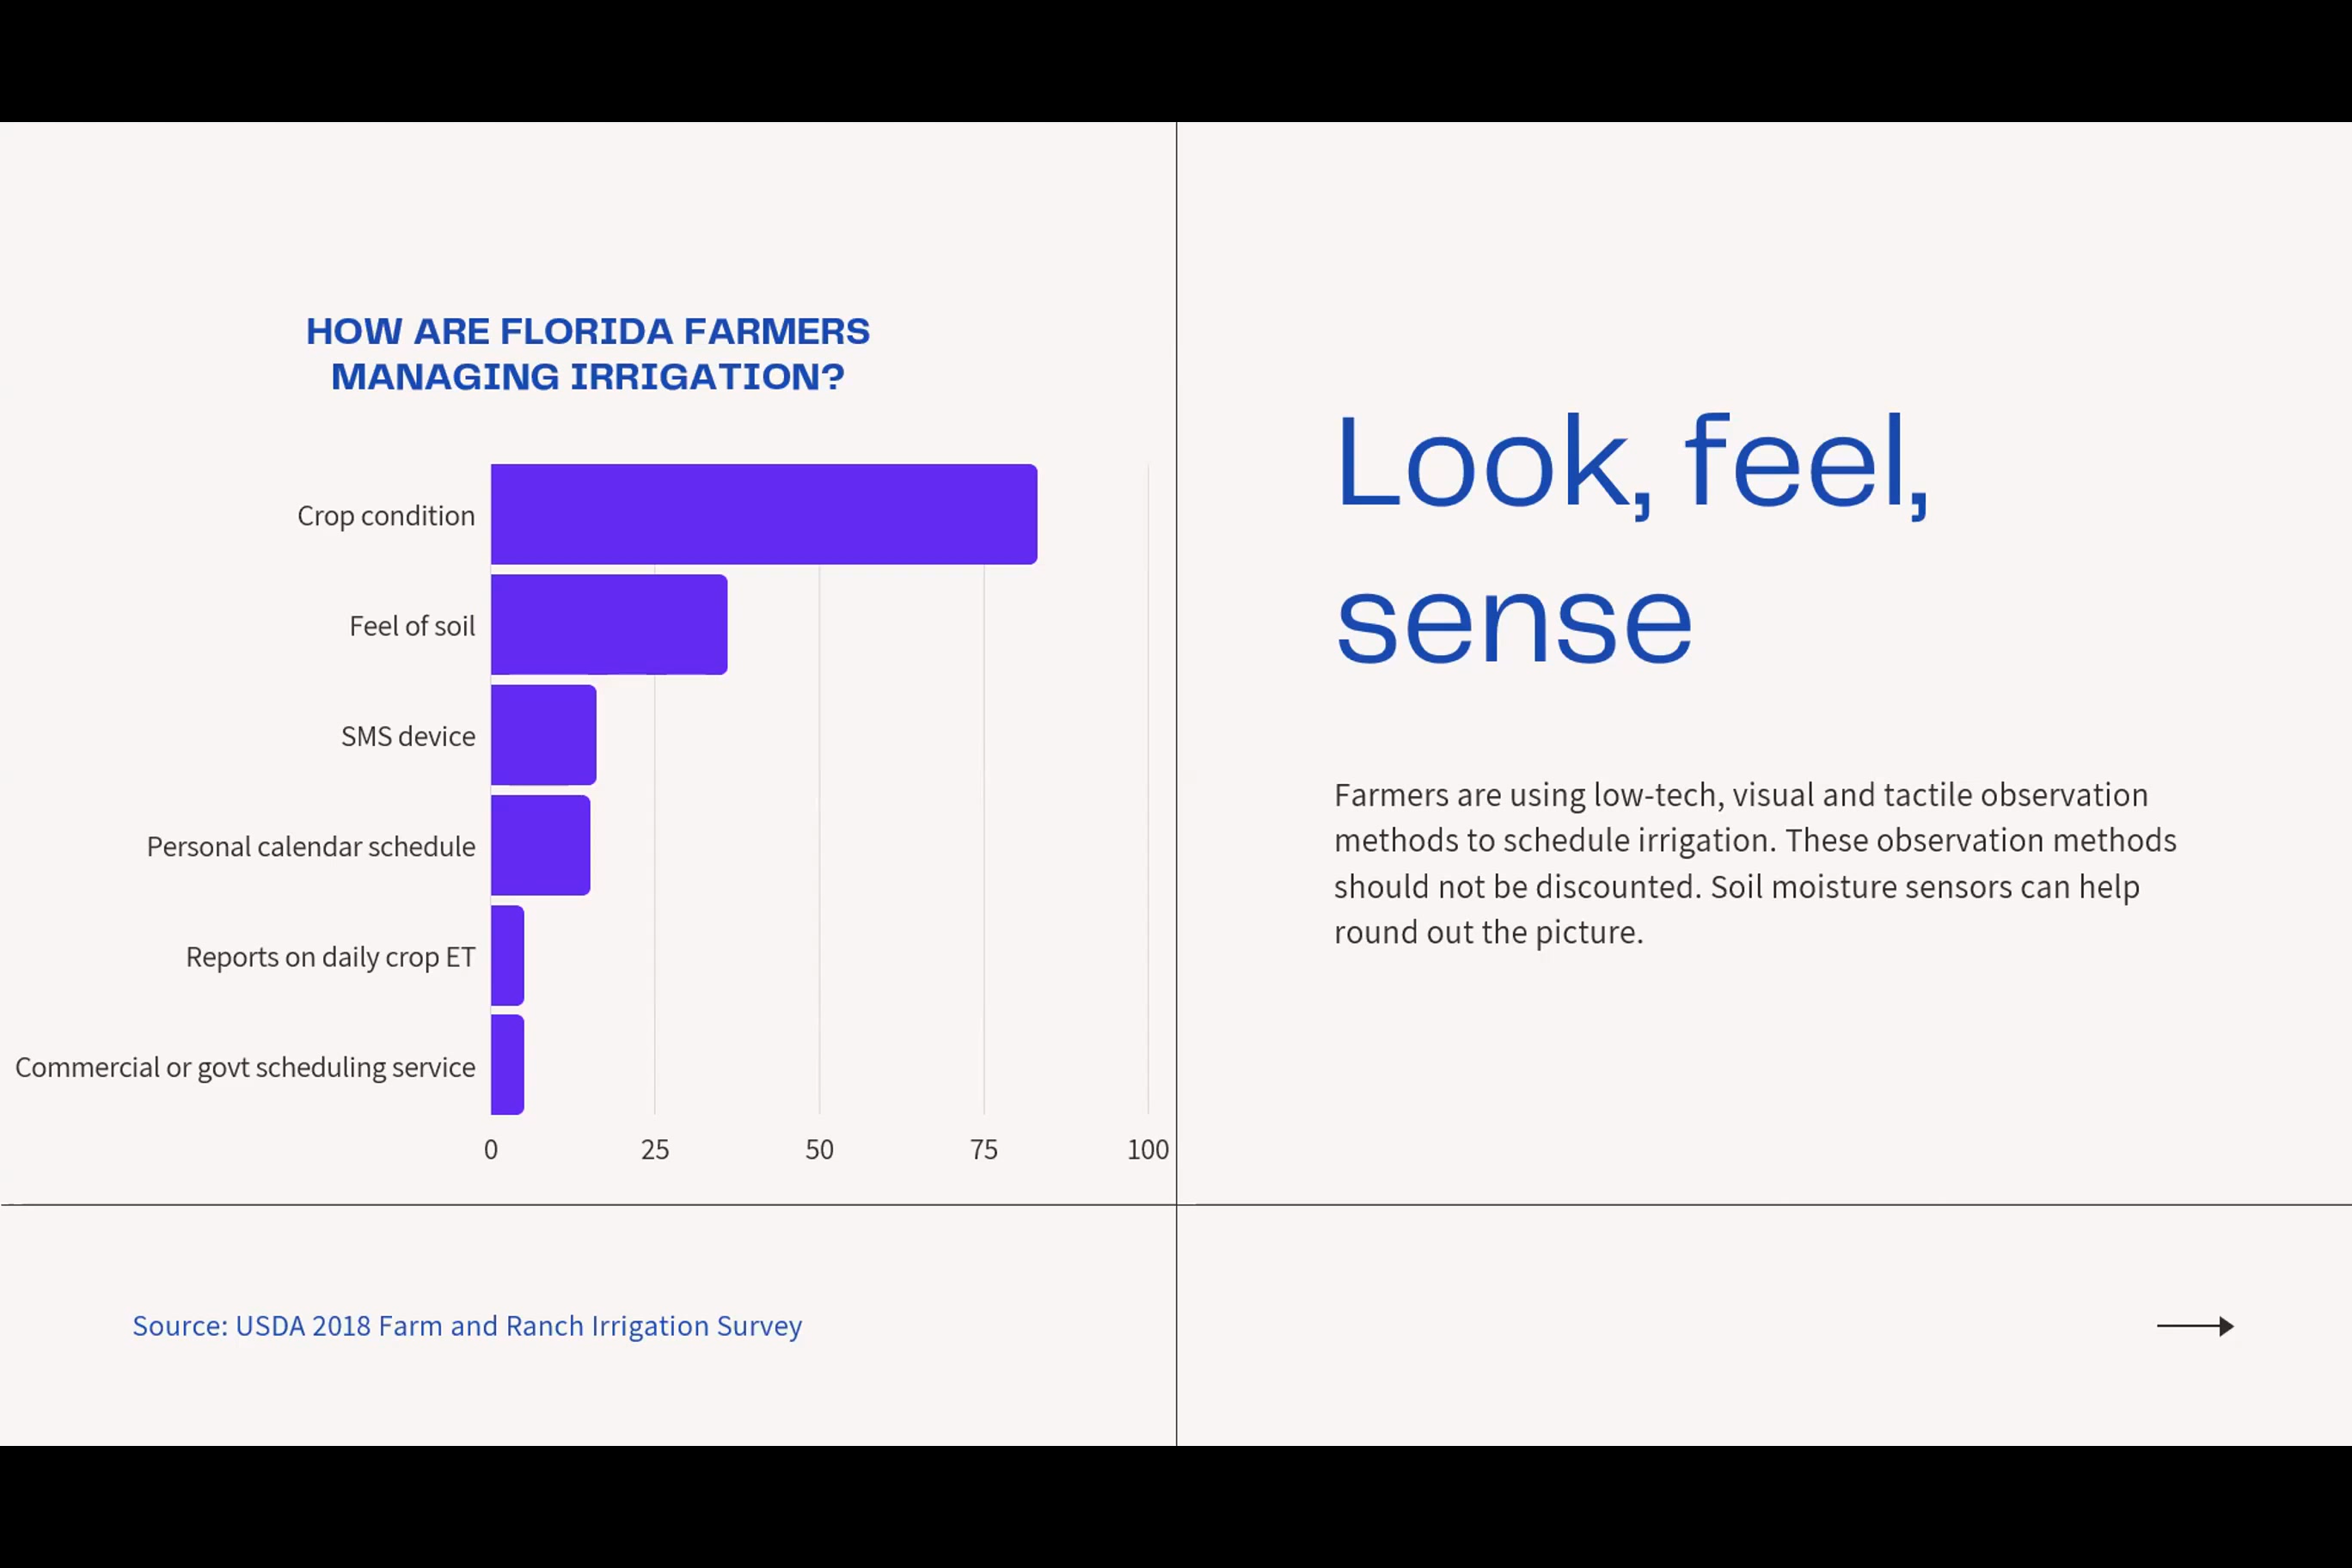 HOW ARE FLORIDA FARMERS
MANAGING IRRIGATION?
Crop condition
Feel of soil
SMS device
Personal calendar schedule
Reports on daily crop ET
Commercial or govt scheduling service
0 25 50 75 100
Look, feel,
sense
Farmers are using low-tech, visual and tactile observation
methods to schedule irrigation. These observation methods
should not be discounted. Soil moisture sensors can help
round out the picture.
Source: USDA 2018 Farm and Ranch Irrigation Survey